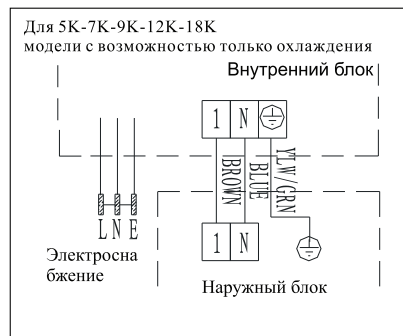 Для 5K-7K-9K-12K-18K
модели с возможностью только охлаждения
Внутренний блок
1 N
BROWN
BLUE
YLW/GRN
L N E
1 N
Электросна
бжение
Наружный блок